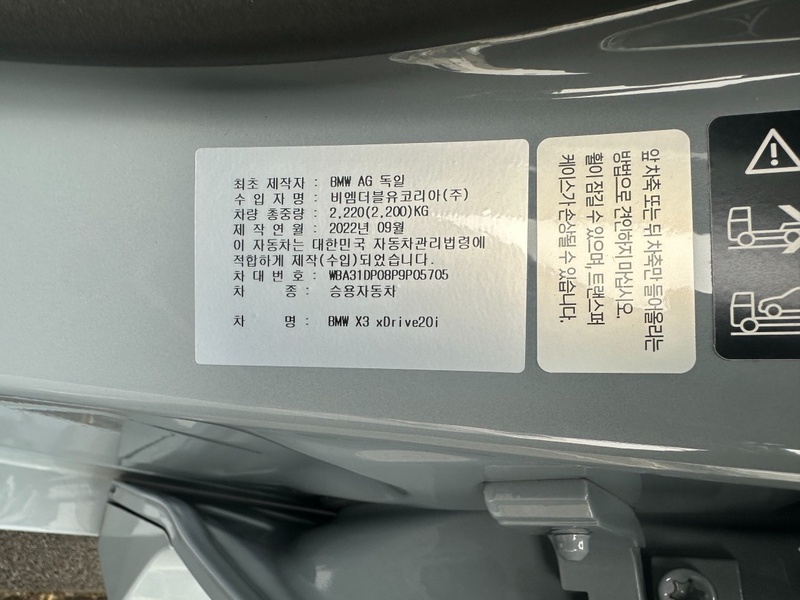 최초 제작자 : BMW AG 독일
수 입 자 명 : 비엠더블유코리아(주)
차량 총중량 : 2,220(2,200)KG
제 작 연 월 : 2022년 09월
이 자동차는 대한민국 자동차관리법령에
적합하게 제작(수입)되었습니다.
차 대 번 호 : WBA31DP08P9P05705
차 종 : 승용자동차
차 명 : BMW X3 xDrive20i
앞 차축 또는 뒤 차축만 들어올리는
방법으로 견인하지 마십시오.
휠이 잠길 수 있으며, 트랜스퍼
케이스가 손상될 수 있습니다.